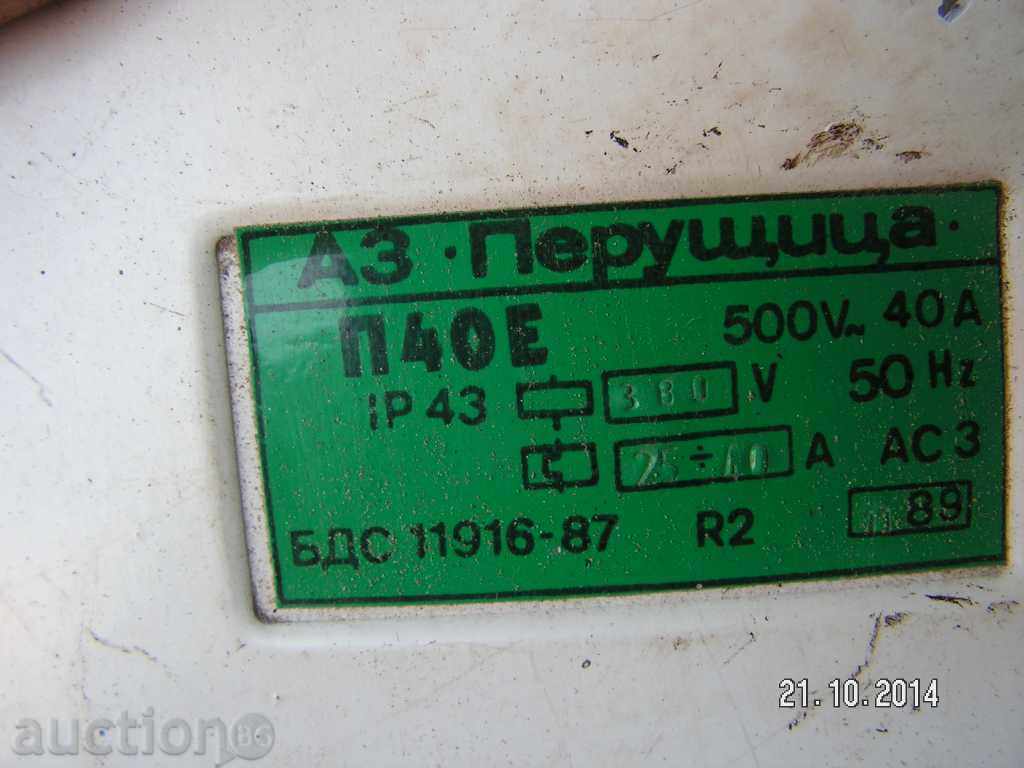 АЗ · Перущица ·
П40Е 500V~ 40A
IP 43 380 V 50 Hz
25÷40 A AC3
БДС 11916-87 R2 89
21.10.2014
auction86